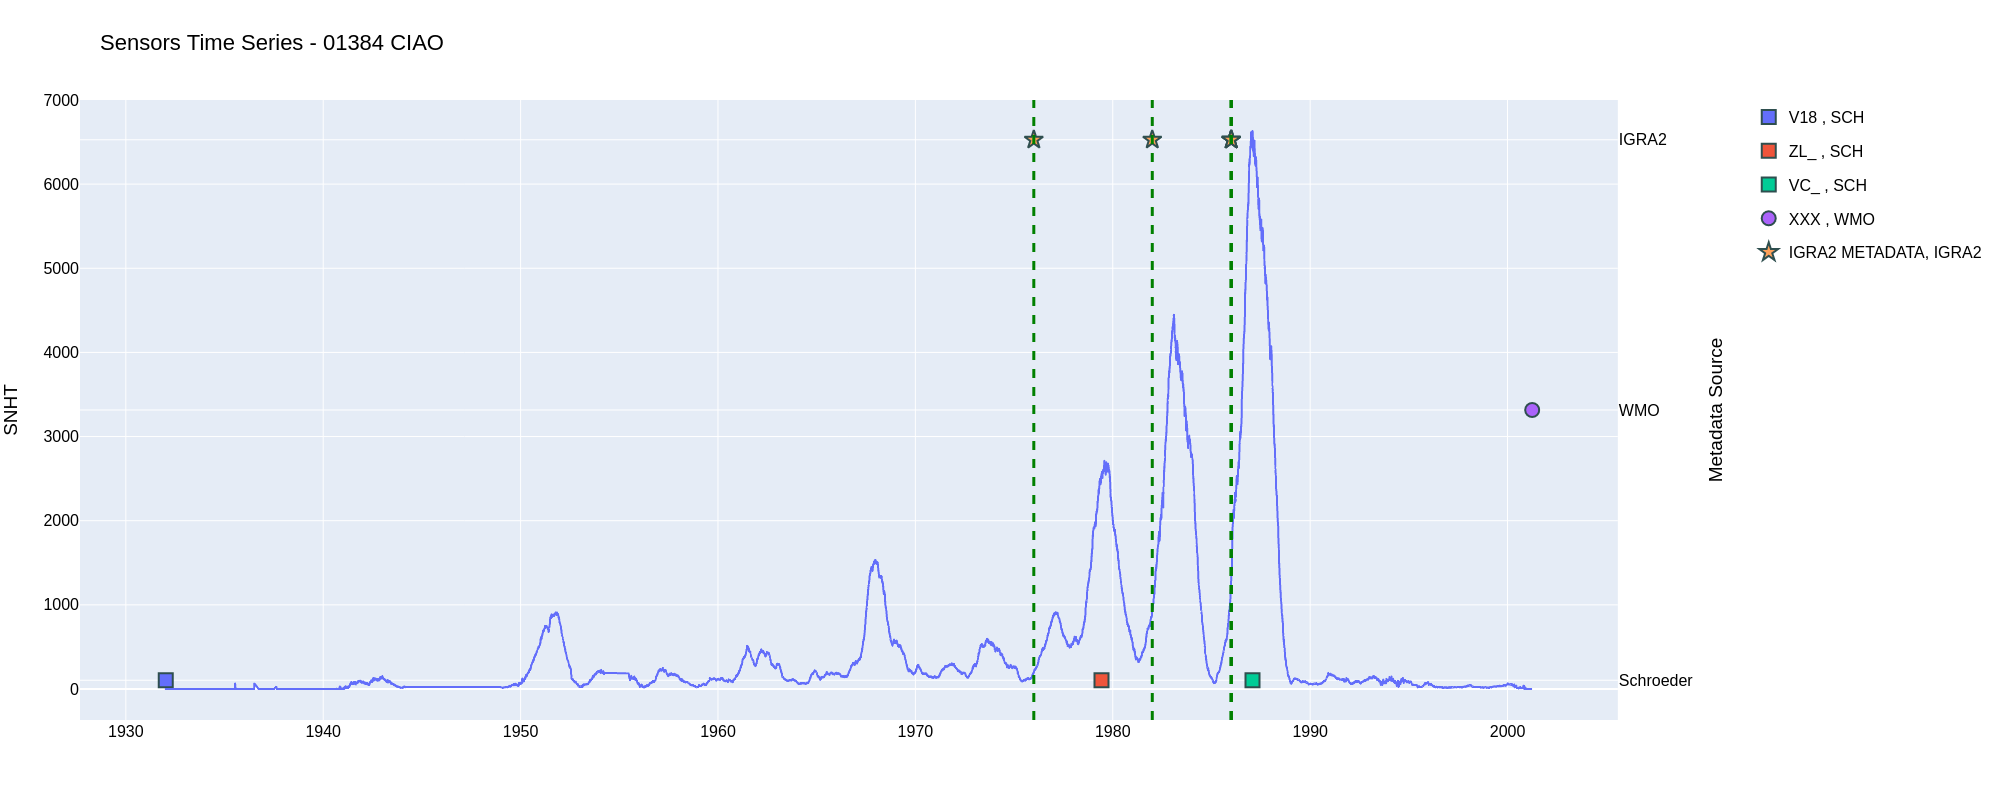 Sensors Time Series - 01384 CIAO
7000
6000
5000
4000
3000
2000
1000
0
SNHT
1930
1940
1950
1960
1970
1980
1990
2000
IGRA2
WMO
Schroeder
Metadata Source
V18 , SCH
ZL_ , SCH
VC_ , SCH
XXX , WMO
IGRA2 METADATA, IGRA2